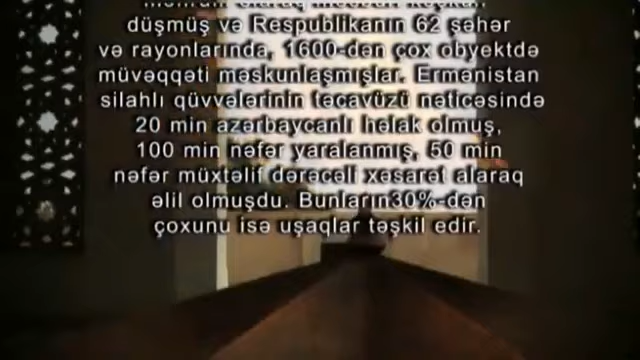 düşmüş və Respublikanın 62 şəhər
və rayonlarında, 1600-dən çox obyektdə
müvəqqəti məskunlaşmışlar. Ermənistan
silahlı qüvvələrinin təcavüzü nəticəsində
20 min azərbaycanlı həlak olmuş,
100 min nəfər yaralanmış, 50 min
nəfər müxtəlif dərəcəli xəsarət alaraq
əlil olmuşdu. Bunların30%-dən
çoxunu isə uşaqlar təşkil edir.